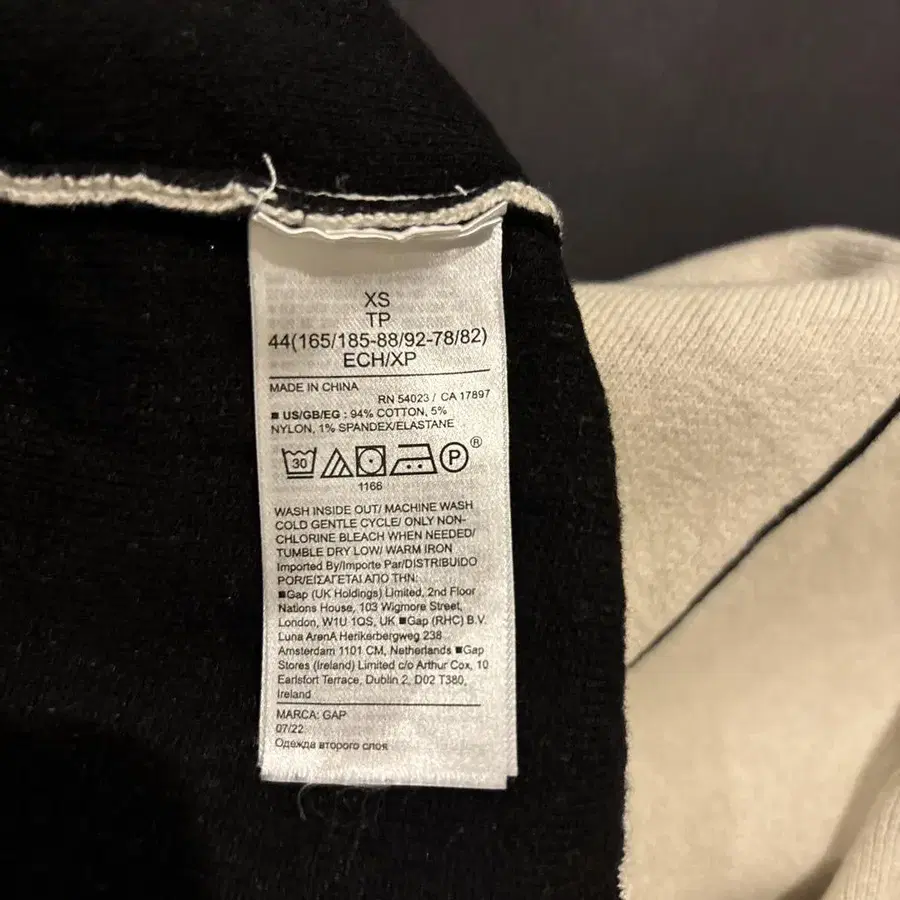 XS
TP
44(165/185-88/92-78/82)
ECH/XP
MADE IN CHINA
RN 54023 / CA 17897
■ US/GB/EG : 94% COTTON, 5%
NYLON, 1% SPANDEX/ELASTANE
30 P ®
1166
WASH INSIDE OUT/ MACHINE WASH
COLD GENTLE CYCLE/ ONLY NON-
CHLORINE BLEACH WHEN NEEDED/
TUMBLE DRY LOW/ WARM IRON
Imported By/Importe Par/DISTRIBUIDO
POR/ΕΙΣΑΓΕΤΑΙ ΑΠΟ ΤΗΝ:
■Gap (UK Holdings) Limited, 2nd Floor
Nations House, 103 Wigmore Street,
London, W1U 1QS, UK ■Gap (RHC) B.V.
Luna ArenA Herikerbergweg 238
Amsterdam 1101 CM, Netherlands ■Gap
Stores (Ireland) Limited c/o Arthur Cox, 10
Earlsfort Terrace, Dublin 2, D02 T380,
Ireland
MARCA: GAP
07/22
Одежда второго слоя